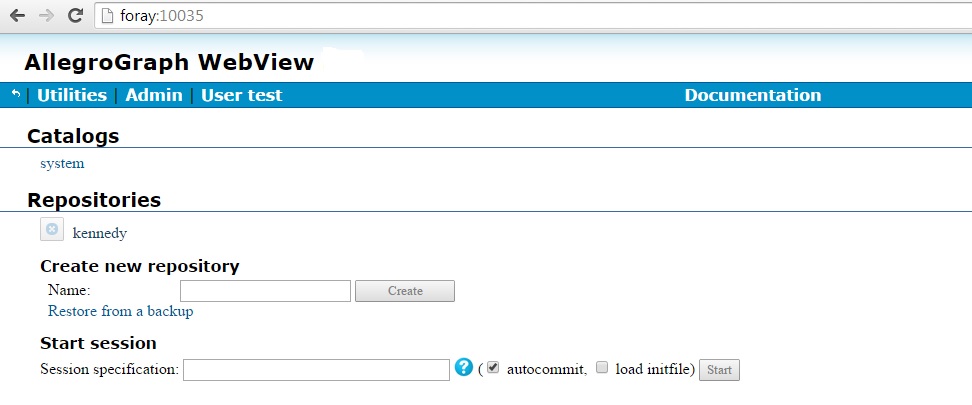 foray:10035
AllegroGraph WebView
| Utilities | Admin | User test Documentation
Catalogs
system
Repositories
kennedy
Create new repository
Name: Create
Restore from a backup
Start session
Session specification: ? ( autocommit, load initfile) Start